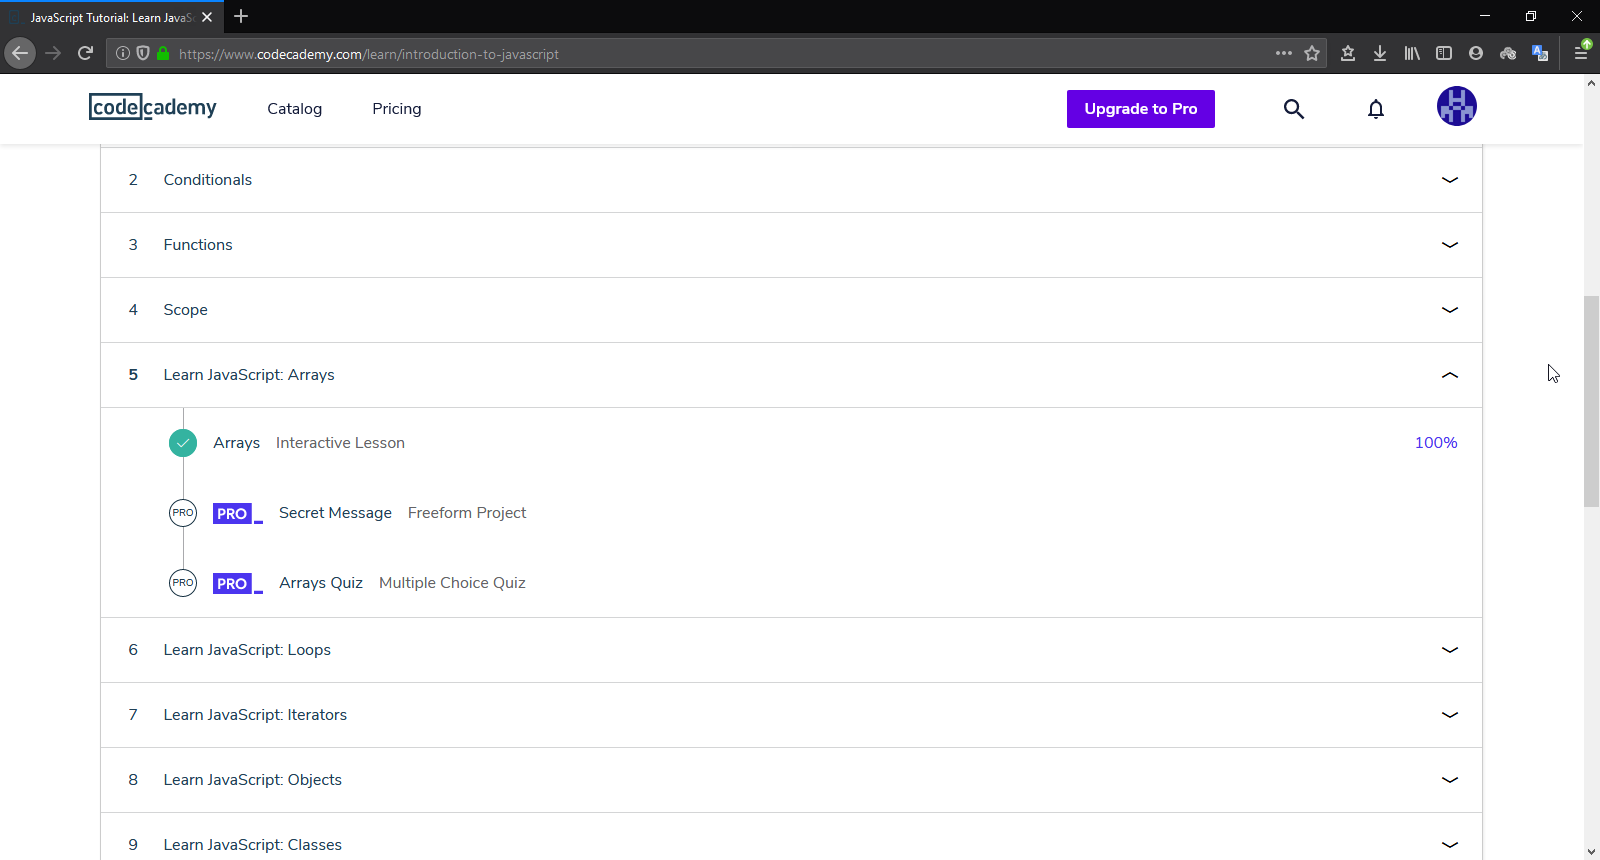 JavaScript Tutorial: Learn JavaS
https://www.codecademy.com/learn/introduction-to-javascript
codecademy Catalog Pricing Upgrade to Pro
2 Conditionals
3 Functions
4 Scope
5 Learn JavaScript: Arrays
Arrays Interactive Lesson 100%
PRO PRO_ Secret Message Freeform Project
PRO PRO_ Arrays Quiz Multiple Choice Quiz
6 Learn JavaScript: Loops
7 Learn JavaScript: Iterators
8 Learn JavaScript: Objects
9 Learn JavaScript: Classes